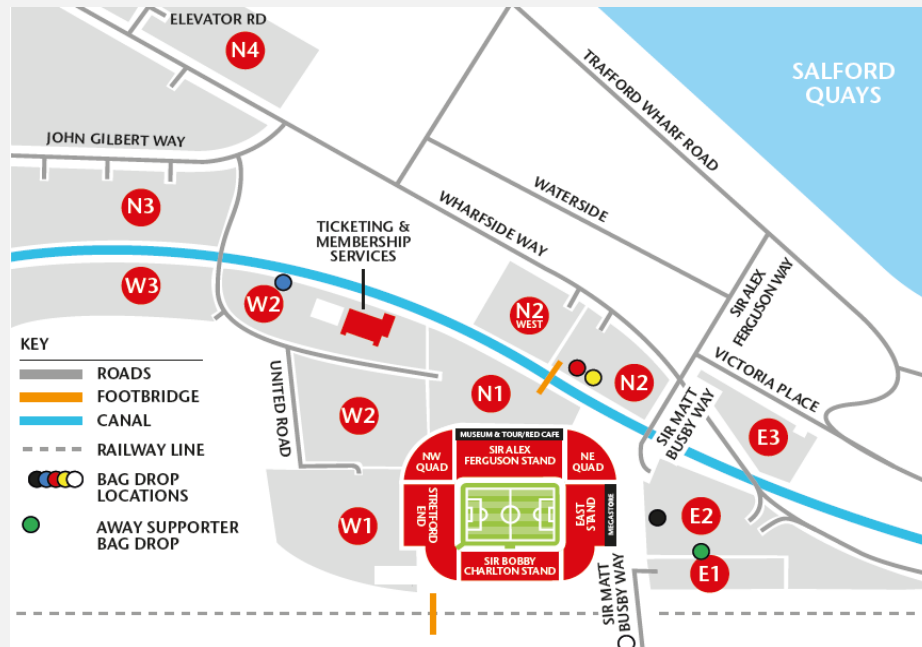 ELEVATOR RD
N4
SALFORD
QUAYS
TRAFFORD WHARF ROAD
JOHN GILBERT WAY
WATERSIDE
WHARFSIDE WAY
N3
TICKETING &
MEMBERSHIP
SERVICES
SIR ALEX
FERGUSON WAY
W3
W2
N2
WEST
KEY
ROADS
FOOTBRIDGE
CANAL
RAILWAY LINE
BAG DROP
LOCATIONS
AWAY SUPPORTER
BAG DROP
UNITED ROAD
W2
N1
N2
VICTORIA PLACE
SIR MATT
BUSBY WAY
E3
MUSEUM & TOUR/RED CAFE
NW
QUAD
SIR ALEX
FERGUSON STAND
NE
QUAD
STRETFORD
END
EAST
STAND
MEGASTORE
W1
E2
SIR BOBBY
CHARLTON STAND
E1
SIR MATT
BUSBY WAY